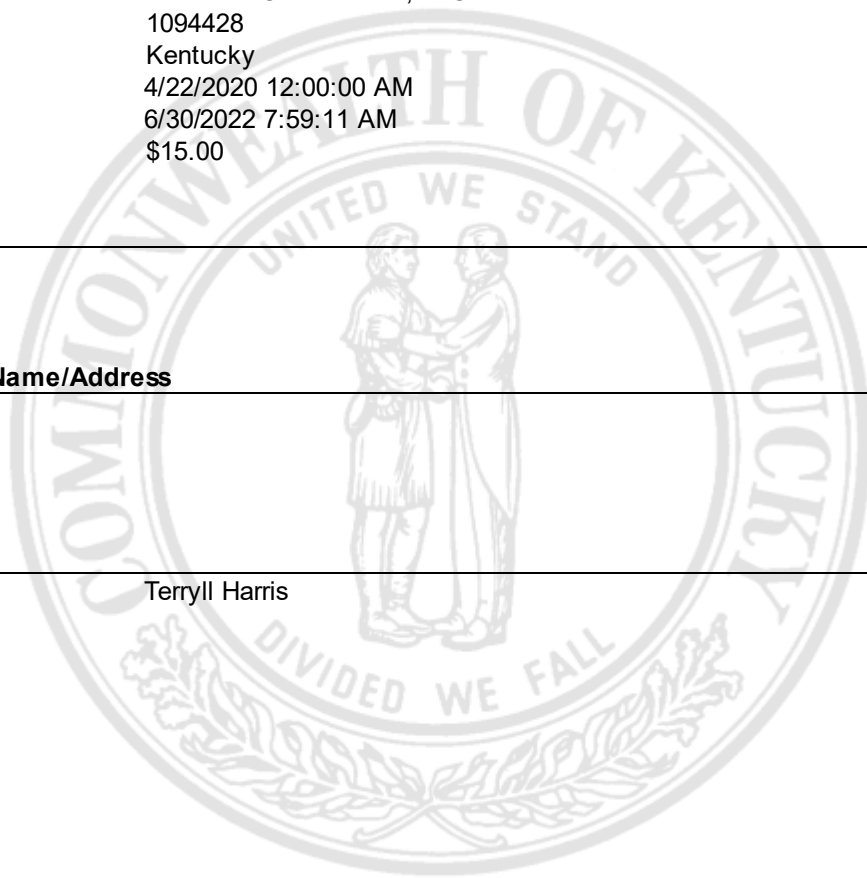 1094428
Kentucky
4/22/2020 12:00:00 AM
6/30/2022 7:59:11 AM
$15.00
COMMONWEALTH OF KENTUCKY
UNITED WE STAND
Name/Address
Terryll Harris
DIVIDED WE FALL